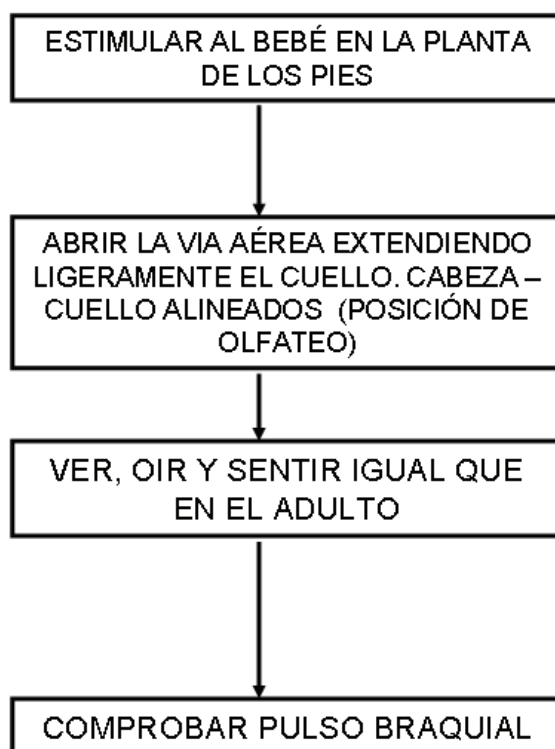 ESTIMULAR AL BEBÉ EN LA PLANTA
DE LOS PIES
ABRIR LA VIA AÉREA EXTENDIENDO
LIGERAMENTE EL CUELLO. CABEZA –
CUELLO ALINEADOS (POSICIÓN DE
OLFATEO)
VER, OIR Y SENTIR IGUAL QUE
EN EL ADULTO
COMPROBAR PULSO BRAQUIAL